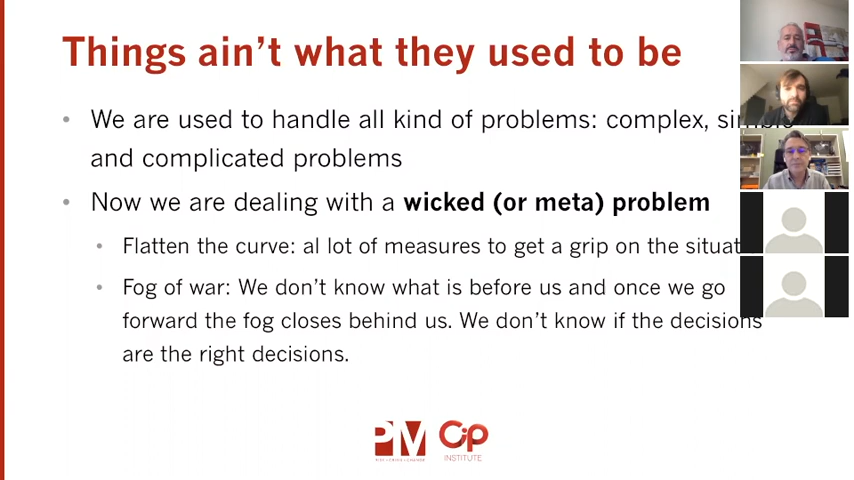 Things ain't what they used to be
• We are used to handle all kind of problems: complex, simple
and complicated problems
• Now we are dealing with a wicked (or meta) problem
• Flatten the curve: al lot of measures to get a grip on the situat
• Fog of war: We don't know what is before us and once we go
forward the fog closes behind us. We don't know if the decisions
are the right decisions.
PM
CIP
INSTITUTE